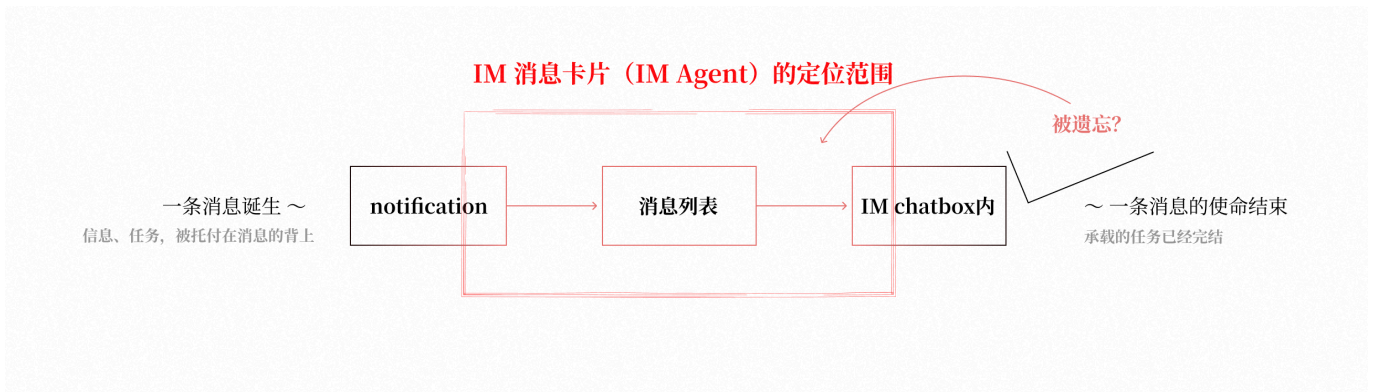 IM 消息卡片（IM Agent）的定位范围
被遗忘？
一条消息诞生 ～
信息、任务，被托付在消息的背上
notification
消息列表
IM chatbox内
～ 一条消息的使命结束
承载的任务已经完结